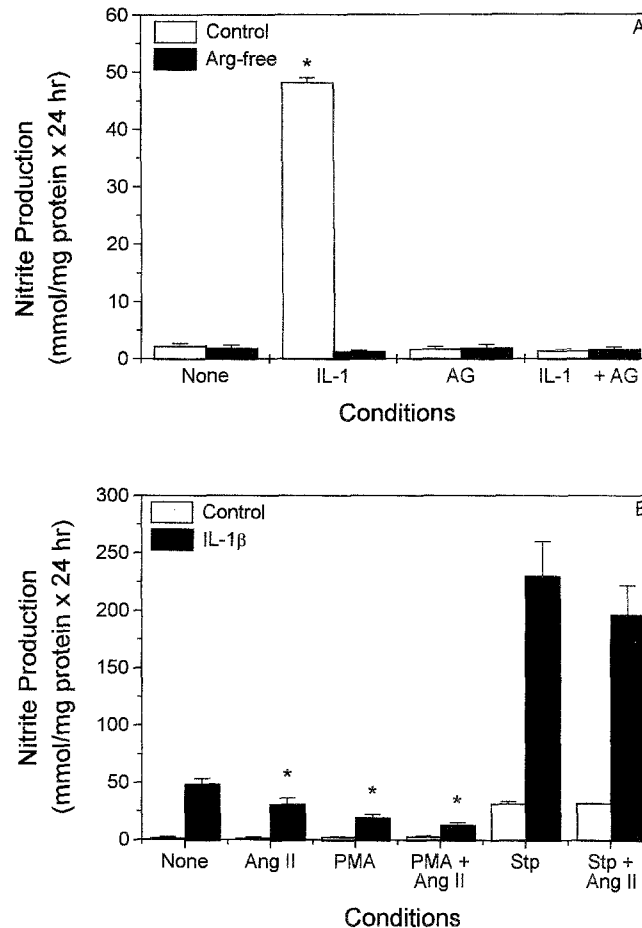 A
Control
Arg-free
*
60
50
40
30
20
10
0
Nitrite Production
(mmol/mg protein x 24 hr)
None IL-1 AG IL-1 + AG
Conditions
B
Control
IL-1β
300
250
200
150
100
50
0
Nitrite Production
(mmol/mg protein x 24 hr)
* * *
None Ang II PMA PMA + Stp Stp +
Ang II Ang II
Conditions